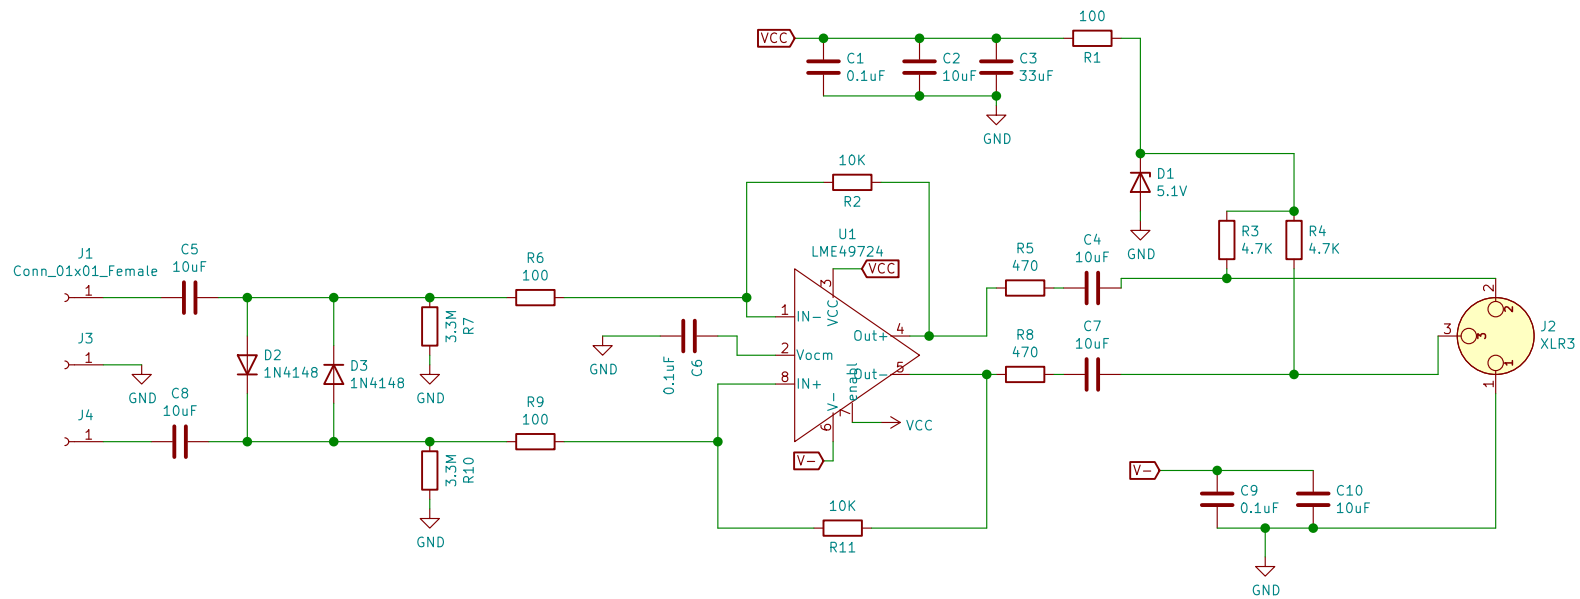 100
VCC
R1
C1
0.1uF
C2
10uF
C3
33uF
GND
10K
R2
D1
5.1V
GND
R3
4.7K
R4
4.7K
U1
LME49724
VCC
3
VCC
J1
Conn_01x01_Female
1
C5
10uF
R6
100
R5
470
C4
10uF
1
IN-
Out+
4
2
Vocm
8
IN+
Out-
5
V-
6
enabl
7
VCC
V-
2
2
3
3
1
1
J2
XLR3
J3
1
GND
R7
3.3M
GND
GND
0.1uF
C6
R8
470
C7
10uF
D2
1N4148
D3
1N4148
J4
1
C8
10uF
R9
100
3.3M
R10
GND
10K
R11
V-
C9
0.1uF
C10
10uF
GND